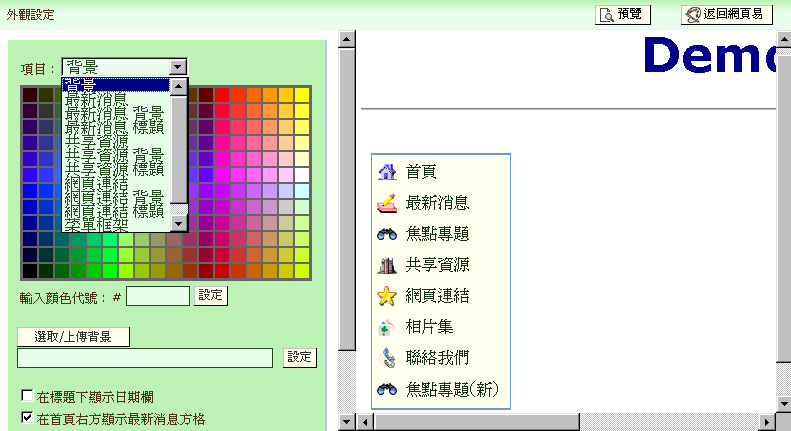 外觀設定
預覽
返回網頁易
項目： 背景
背景
最新消息
最新消息 背景
最新消息 標題
共享資源
共享資源 背景
共享資源 標題
網頁連結
網頁連結 背景
網頁連結 標題
菜單框架
輸入顏色代號： #
設定
選取/上傳背景
設定
在標題下顯示日期欄
在首頁右方顯示最新消息方格
Demo
首頁
最新消息
焦點專題
共享資源
網頁連結
相片集
聯絡我們
焦點專題(新)